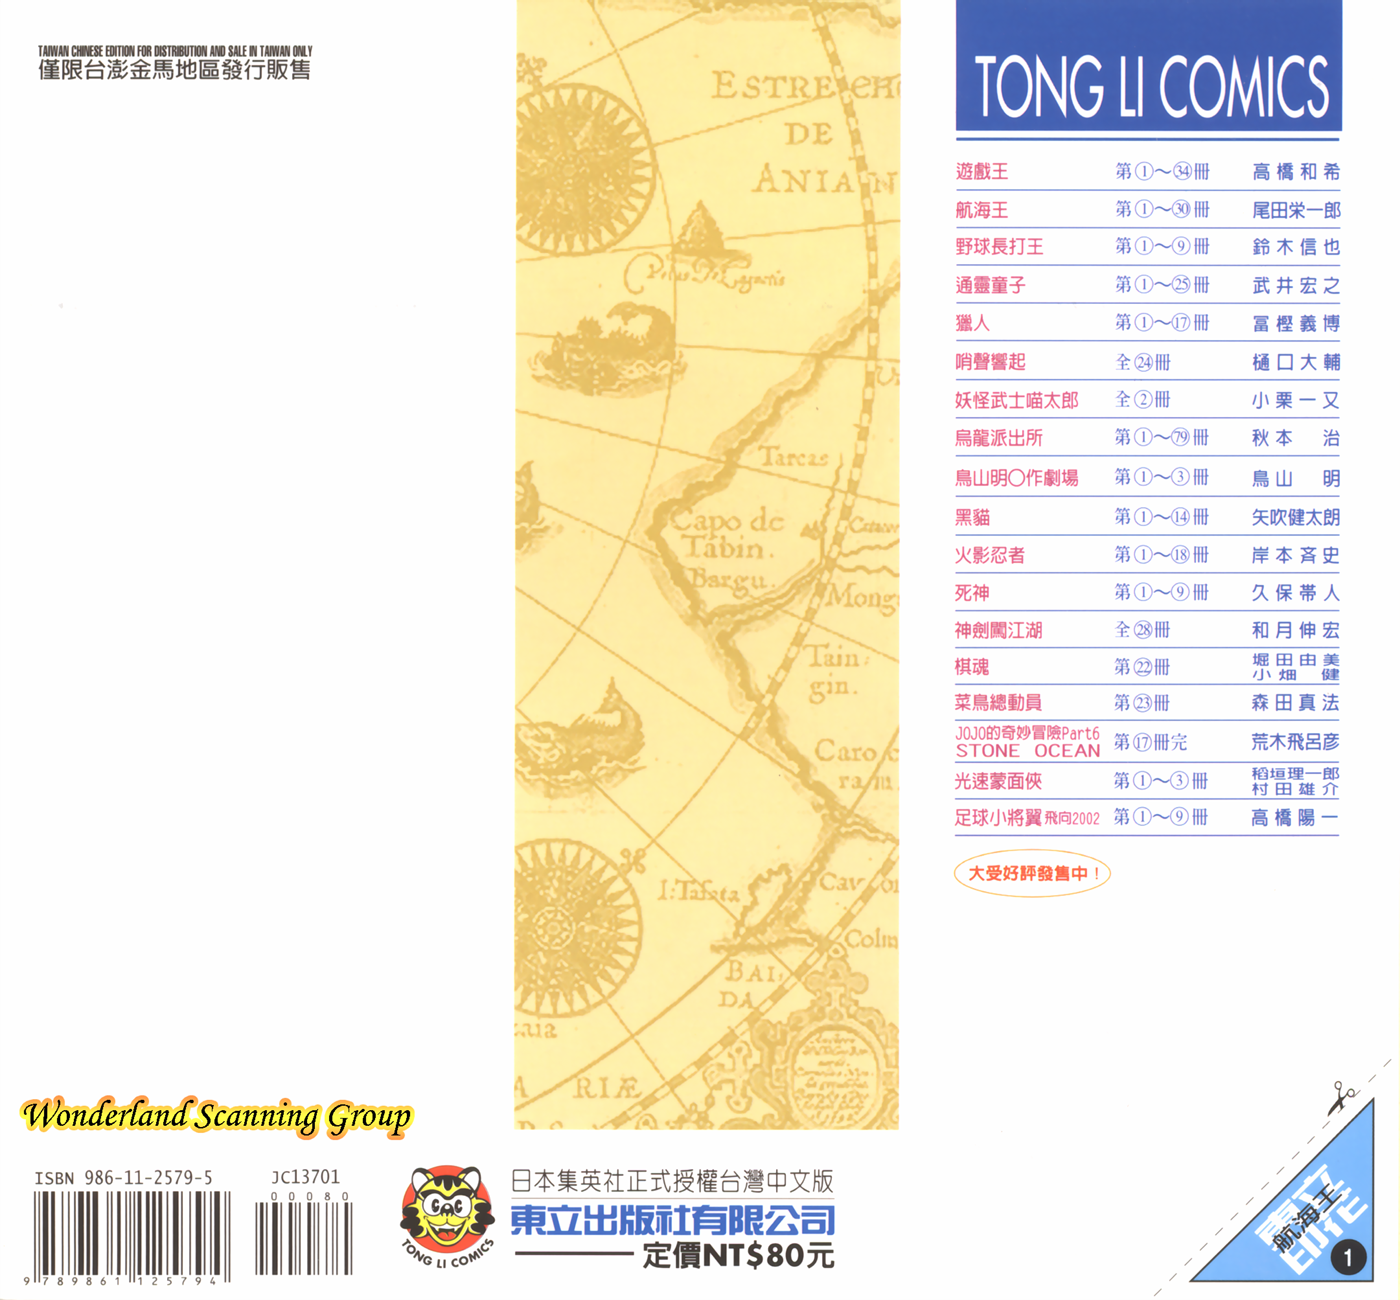 TAIWAN CHINESE EDITION FOR DISTRIBUTION AND SALE IN TAIWAN ONLY
僅限台澎金馬地區發行販售
ESTRECHO
DE
ANIAN
Tarcas
Capo de
Tabin.
Bargu.
Mong
Tain
gin.
Caro
I. Tafata
Colm
BAI
DA
RIÆ
TONG LI COMICS
遊戲王 第①～㉞冊 高橋和希
航海王 第①～㉚冊 尾田栄一郎
野球長打王 第①～⑨冊 鈴木信也
通靈童子 第①～㉕冊 武井宏之
獵人 第①～⑰冊 冨樫義博
哨聲響起 全㉔冊 樋口大輔
妖怪武士喵太郎 全②冊 小栗一又
烏龍派出所 第①～79冊 秋本 治
鳥山明〇作劇場 第①～③冊 鳥山 明
黑貓 第①～⑭冊 矢吹健太朗
火影忍者 第①～⑱冊 岸本斉史
死神 第①～⑨冊 久保帯人
神劍闖江湖 全㉘冊 和月伸宏
棋魂 第㉒冊 堀田由美
小畑 健
菜鳥總動員 第㉓冊 森田真法
JOJO的奇妙冒險Part6
STONE OCEAN 第⑰冊完 荒木飛呂彦
光速蒙面俠 第①～③冊 稻垣理一郎
村田雄介
足球小將翼 飛向2002 第①～⑨冊 高橋陽一
大受好評發售中！
Wonderland Scanning Group
ISBN 986-11-2579-5
9789861125794
JC13701
00080
TONG LI COMICS
日本集英社正式授權台灣中文版
東立出版社有限公司
定價NT$80元
東立
印花
航海王
1